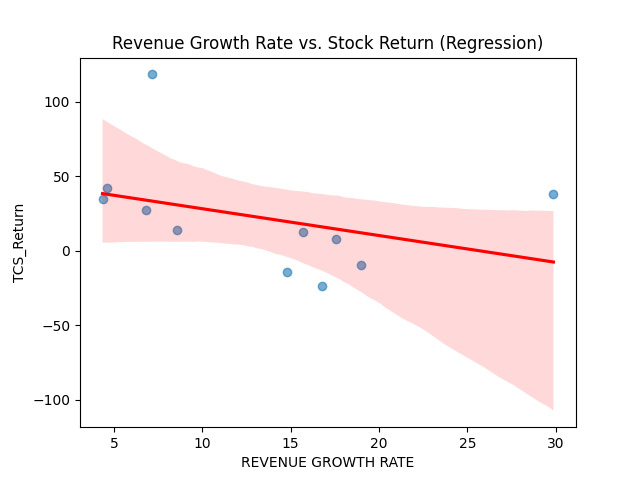 Revenue Growth Rate vs. Stock Return (Regression)
100
50
0
−50
−100
TCS_Return
5 10 15 20 25 30
REVENUE GROWTH RATE